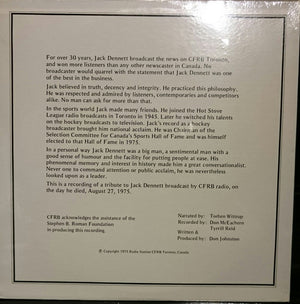 For over 30 years, Jack Dennett broadcast the news on CFRB Toronto,
and won more listeners than any other newscaster in Canada. No
broadcaster would quarrel with the statement that Jack Dennett was one
of the best in the business.
Jack believed in truth, decency and integrity. He practiced this philosophy.
He was respected and admired by listeners, contemporaries and competitors
alike. No man can ask for more than that.
In the sports world Jack made many friends. He joined the Hot Stove
League radio broadcasts in Toronto in 1945. Later he switched his talents
on the hockey broadcasts to television. Jack's record as a hockey
broadcaster brought him national acclaim. He was Chairman of the
Selection Committee for Canada's Sports Hall of Fame and was himself
elected to that Hall of Fame in 1975.
In a personal way Jack Dennett was a big man, a sentimental man with a
good sense of humour and the facility for putting people at ease. His
phenomenal memory and interest in history made him a great conversationalist.
Never one to command attention or public acclaim, he was nevertheless
looked upon as a leader.
This is a recording of a tribute to Jack Dennett broadcast by CFRB radio, on
the day he died, August 27, 1975.
CFRB acknowledges the assistance of the
Stephen B. Roman Foundation
in producing this recording.
Narrated by: Torben Wittrup
Recorded by: Don McEachern
Written & Tyrrill Reid
Produced by: Don Johnston
© Copyright 1975 Radio Station CFRB Toronto, Canada